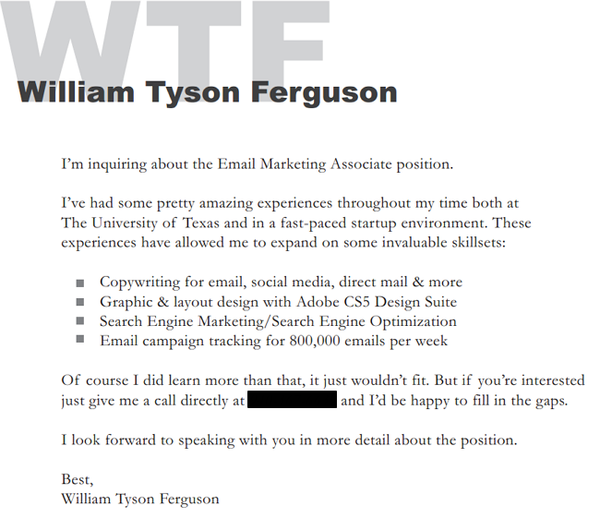 WTF
William Tyson Ferguson
I'm inquiring about the Email Marketing Associate position.
I've had some pretty amazing experiences throughout my time both at
The University of Texas and in a fast-paced startup environment. These
experiences have allowed me to expand on some invaluable skillsets:
Copywriting for email, social media, direct mail & more
Graphic & layout design with Adobe CS5 Design Suite
Search Engine Marketing/Search Engine Optimization
Email campaign tracking for 800,000 emails per week
Of course I did learn more than that, it just wouldn't fit. But if you're interested
just give me a call directly at and I'd be happy to fill in the gaps.
I look forward to speaking with you in more detail about the position.
Best,
William Tyson Ferguson